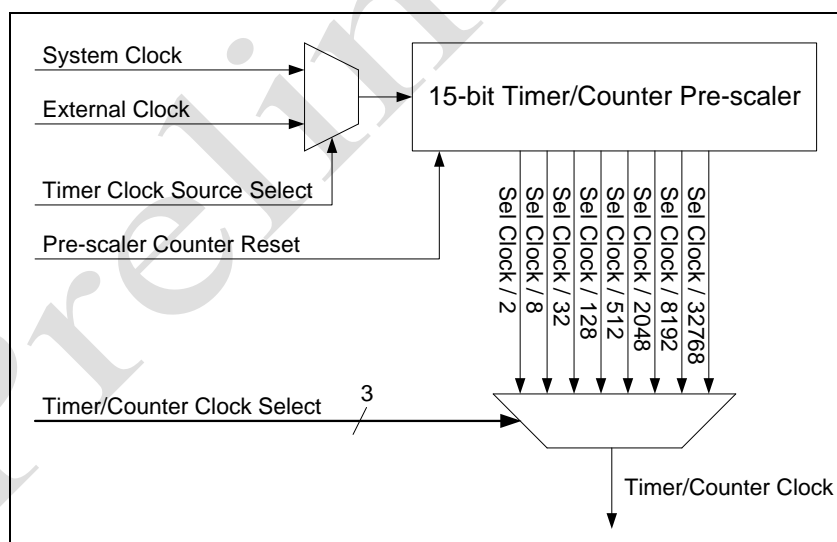 System Clock
External Clock
15-bit Timer/Counter Pre-scaler
Timer Clock Source Select
Pre-scaler Counter Reset
Sel Clock / 2
Sel Clock / 8
Sel Clock / 32
Sel Clock / 128
Sel Clock / 512
Sel Clock / 2048
Sel Clock / 8192
Sel Clock / 32768
Timer/Counter Clock Select
3
Timer/Counter Clock
Prelim